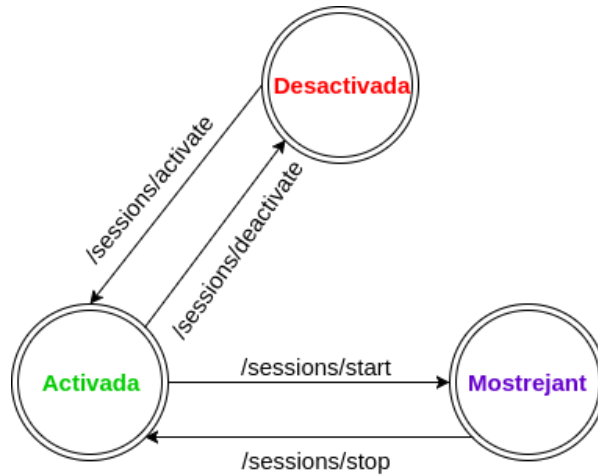 Desactivada
/sessions/activate
/sessions/deactivate
Activada
/sessions/start
Mostrejant
/sessions/stop